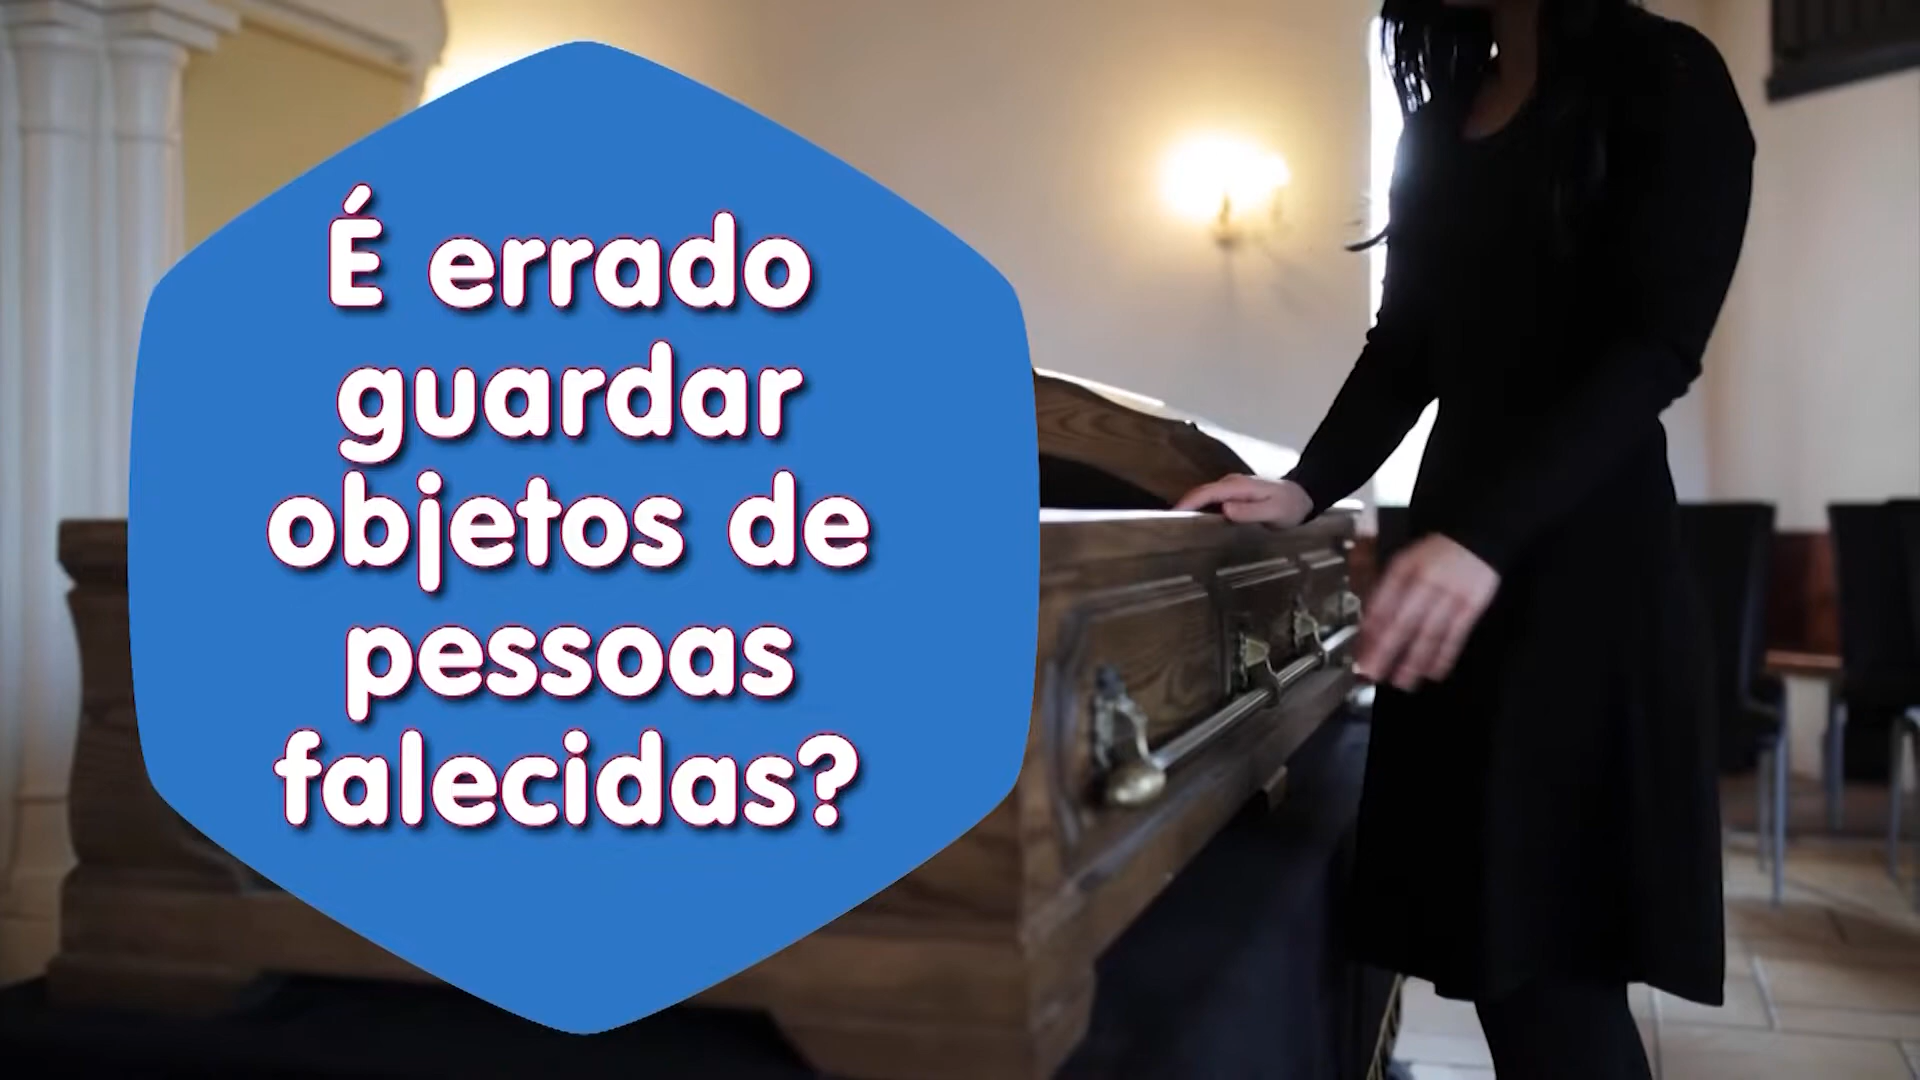 É errado
guardar
objetos de
pessoas
falecidas?